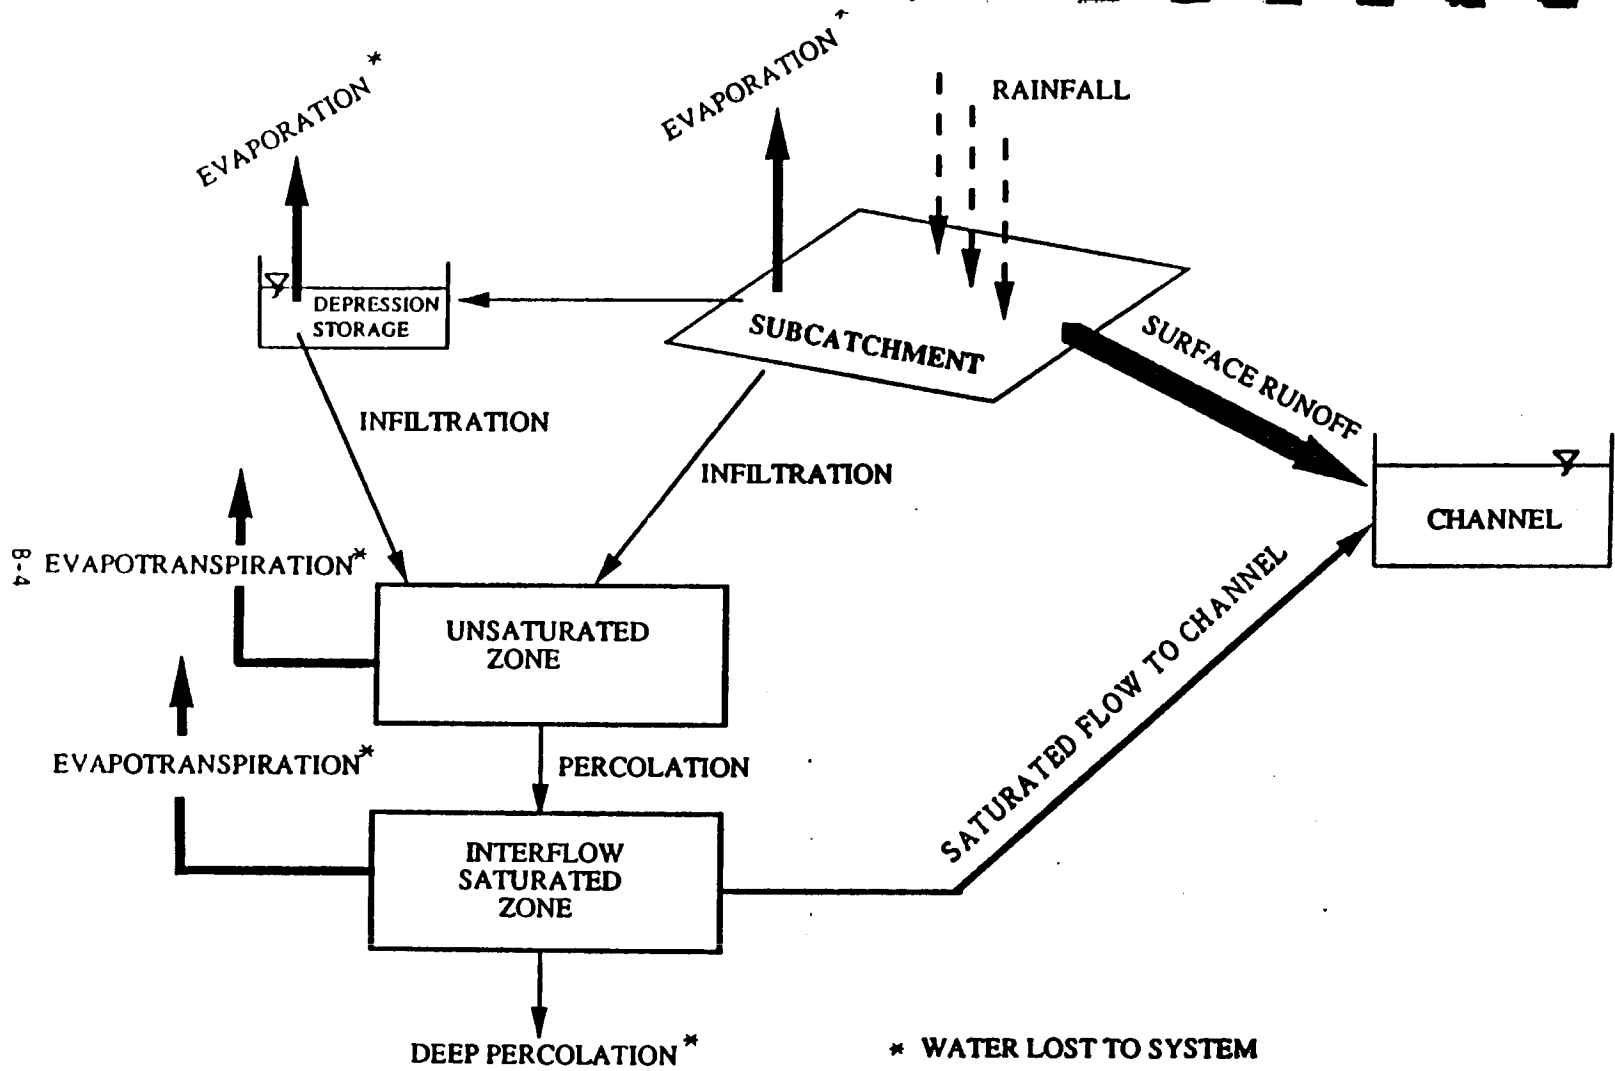 EVAPORATION*
EVAPORATION*
RAINFALL
DEPRESSION
STORAGE
SUBCATCHMENT
SURFACE RUNOFF
INFILTRATION
INFILTRATION
CHANNEL
B-4
EVAPOTRANSPIRATION*
UNSATURATED
ZONE
SATURATED FLOW TO CHANNEL
EVAPOTRANSPIRATION*
PERCOLATION
INTERFLOW
SATURATED
ZONE
DEEP PERCOLATION*
* WATER LOST TO SYSTEM